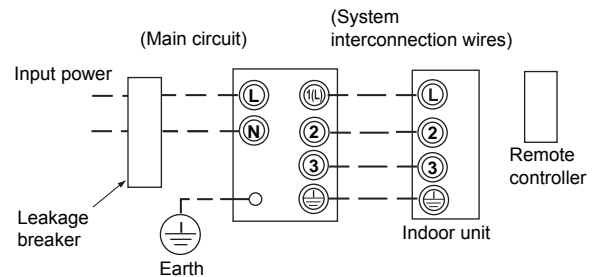 (System
(Main circuit)
interconnection wires)
Input power
L
1(L)
L
N
2
2
3
3
Remote
controller
Leakage
breaker
Indoor unit
Earth